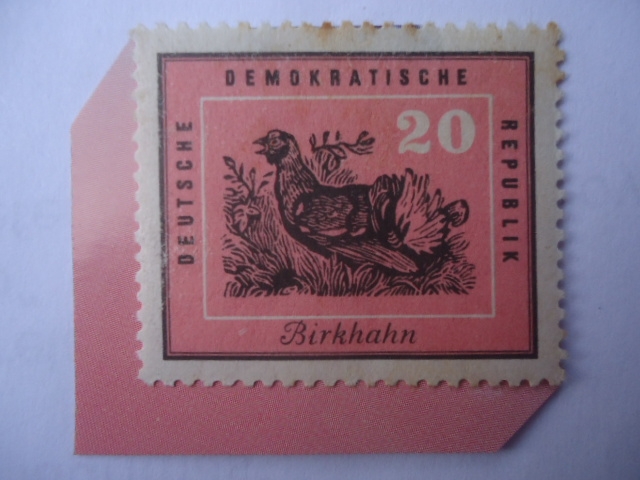 DEUTSCHE
DEMOKRATISCHE
REPUBLIK
20
Birkhahn